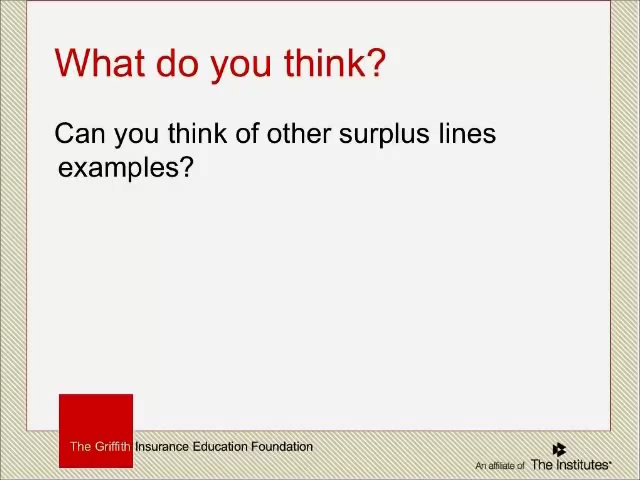 What do you think?
Can you think of other surplus lines
examples?
The Griffith Insurance Education Foundation
An affiliate of The Institutes